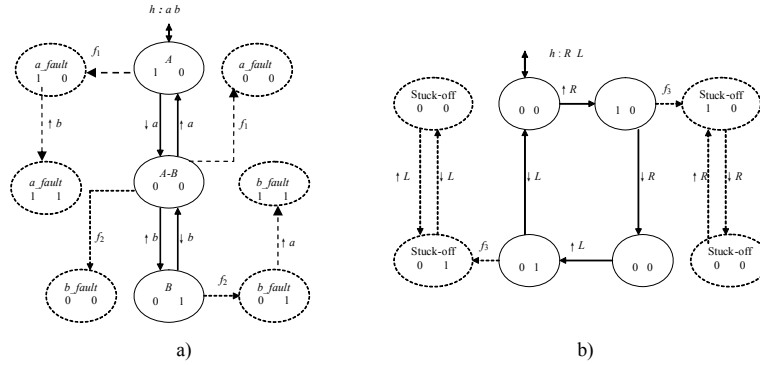 h : a b
h : R L
a_fault
1 0
f1
A
1 0
a_fault
0 0
↑ b
↓ a
↑ a
f1
Stuck-off
0 0
0 0
↑ R
1 0
f3
Stuck-off
1 0
a_fault
1 1
A-B
0 0
b_fault
1 1
↑ L
↓ L
↓ L
↓ R
↑ R
↓ R
f2
↑ b
↓ b
↑ a
b_fault
0 0
B
0 1
f2
b_fault
0 1
Stuck-off
0 1
f3
0 1
↑ L
0 0
Stuck-off
0 0
a)
b)